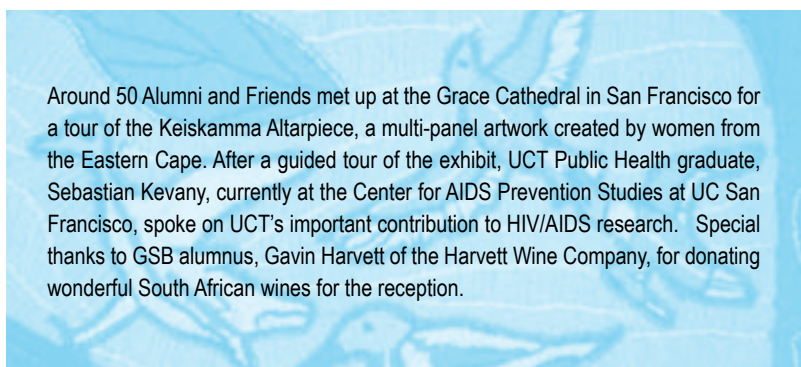 Around 50 Alumni and Friends met up at the Grace Cathedral in San Francisco for
a tour of the Keiskamma Altarpiece, a multi-panel artwork created by women from
the Eastern Cape. After a guided tour of the exhibit, UCT Public Health graduate,
Sebastian Kevany, currently at the Center for AIDS Prevention Studies at UC San
Francisco, spoke on UCT's important contribution to HIV/AIDS research.   Special
thanks to GSB alumnus, Gavin Harvett of the Harvett Wine Company, for donating
wonderful South African wines for the reception.